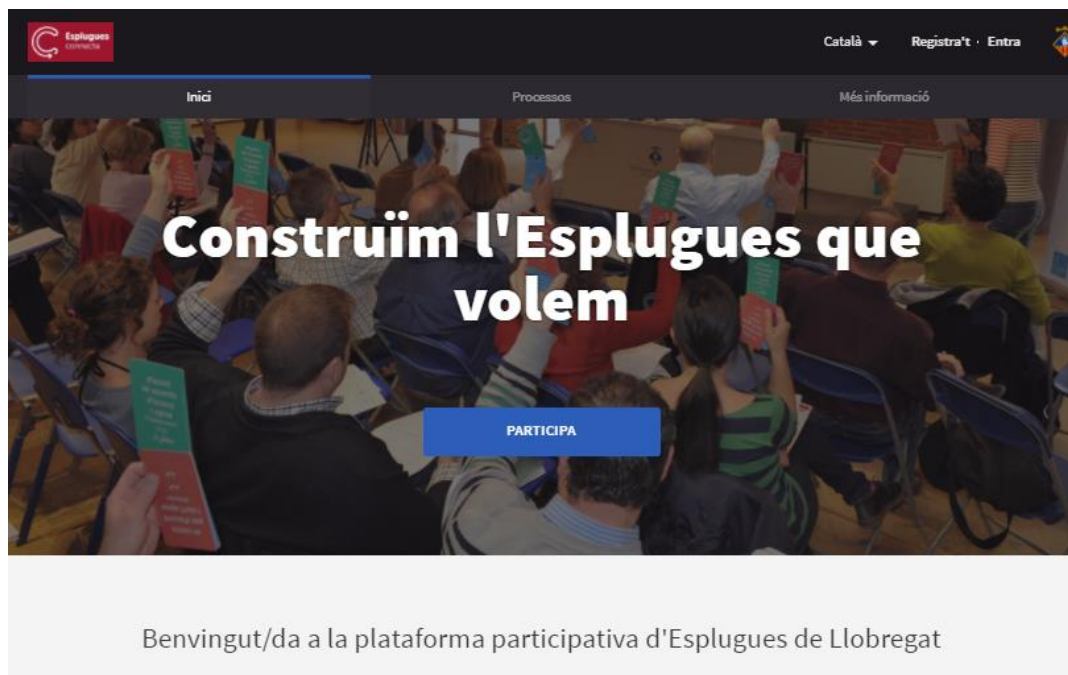 Esplugues
connecta
Català
Registra't · Entra
Inici
Processos
Més informació
Construïm l'Esplugues que
volem
PARTICIPA
Benvingut/da a la plataforma participativa d'Esplugues de Llobregat